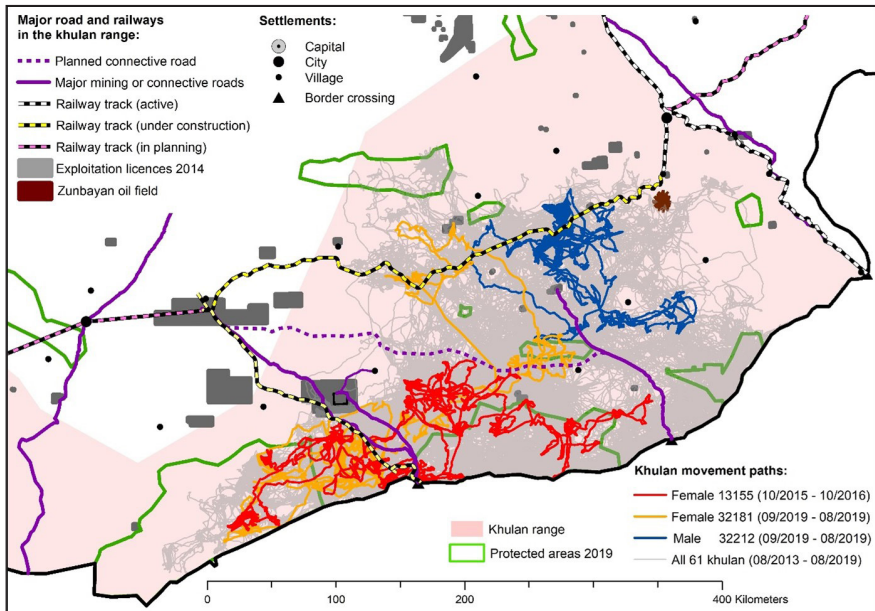 Major road and railways
in the khulan range:
Planned connective road
Major mining or connective roads
Railway track (active)
Railway track (under construction)
Railway track (in planning)
Exploitation licences 2014
Zunbayan oil field
Settlements:
Capital
City
Village
Border crossing
Khulan movement paths:
Female 13155 (10/2015 - 10/2016)
Female 32181 (09/2019 - 08/2019)
Male 32212 (09/2019 - 08/2019)
All 61 khulan (08/2013 - 08/2019)
Khulan range
Protected areas 2019
0 100 200 400 Kilometers